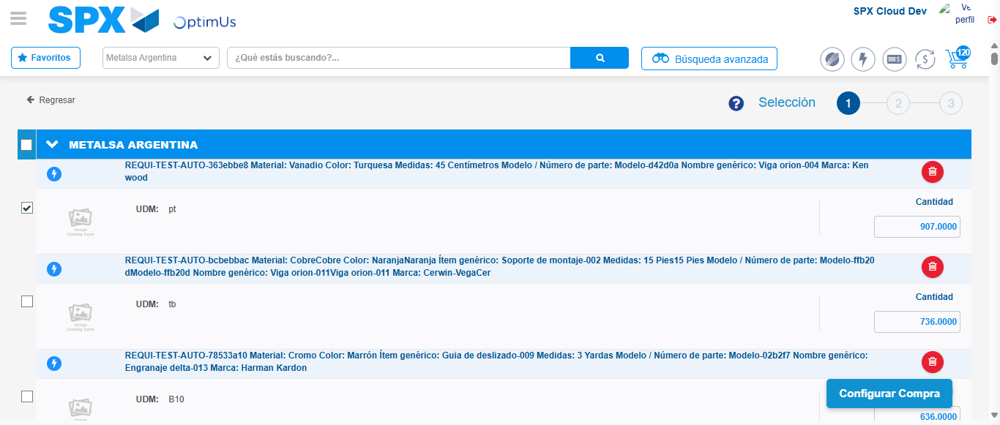 SPX
OptimUs
SPX Cloud Dev
Ve
perfil
Favoritos
Metalsa Argentina
¿Qué estás buscando?...
Búsqueda avanzada
120
Regresar
?
Selección
1
2
3
METALSA ARGENTINA
REQUI-TEST-AUTO-363ebbe8 Material: Vanadio Color: Turquesa Medidas: 45 Centímetros Modelo / Número de parte: Modelo-d42d0a Nombre genérico: Viga orion-004 Marca: Ken
wood
UDM: pt
Cantidad
907.0000
Image
Coming Soon
REQUI-TEST-AUTO-bcbebbac Material: CobreCobre Color: NaranjaNaranja Ítem genérico: Soporte de montaje-002 Medidas: 15 Pies15 Pies Modelo / Número de parte: Modelo-ffb20
dModelo-ffb20d Nombre genérico: Viga orion-011Viga orion-011 Marca: Cerwin-VegaCer
UDM: tb
Cantidad
736.0000
Image
Coming Soon
REQUI-TEST-AUTO-78533a10 Material: Cromo Color: Marrón Ítem genérico: Guia de deslizado-009 Medidas: 3 Yardas Modelo / Número de parte: Modelo-02b2f7 Nombre genérico:
Engranaje delta-013 Marca: Harman Kardon
UDM: B10
Configurar Compra
636.0000